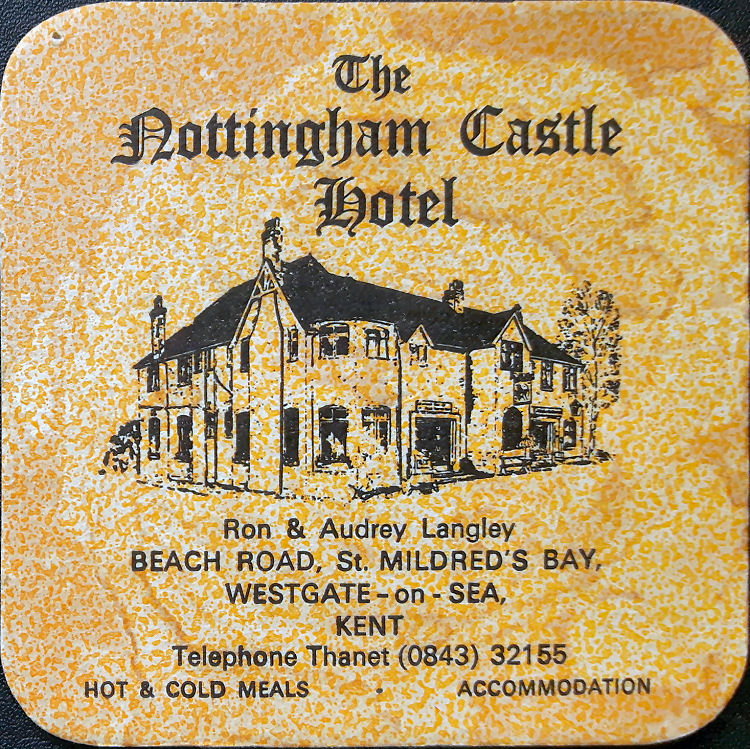 The
Nottingham Castle
Hotel
Ron & Audrey Langley
BEACH ROAD, St. MILDRED'S BAY,
WESTGATE - on - SEA,
KENT
Telephone Thanet (0843) 32155
HOT & COLD MEALS - ACCOMMODATION